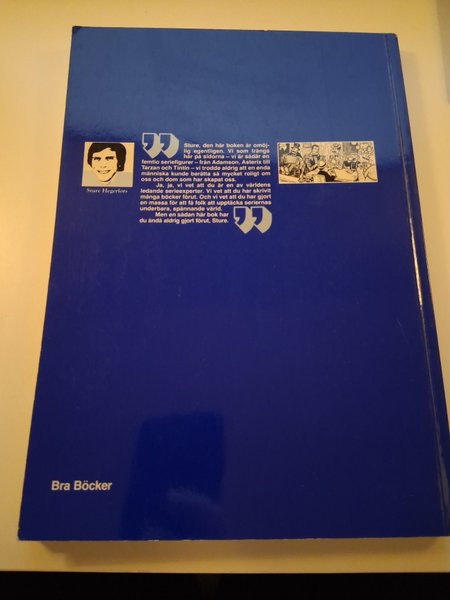 ”
Sture, den här boken är omöj-
lig egentligen. Vi som trängs
här på sidorna – vi är sådär en
femtio seriefigurer – från Adamson, Asterix till
Tarzan och Tintin – vi trodde aldrig att en enda
människa kunde berätta så mycket roligt om
oss och dom som har skapat oss.
Ja, ja, vi vet att du är en av världens
ledande serieexperter. Vi vet att du har skrivit
många böcker förut. Och vi vet att du har gjort
en massa för att få folk att upptäcka seriernas
underbara, spännande värld.
Men en sådan här bok har
du ändå aldrig gjort förut, Sture.
”
Sture Hegerfors
Bra Böcker